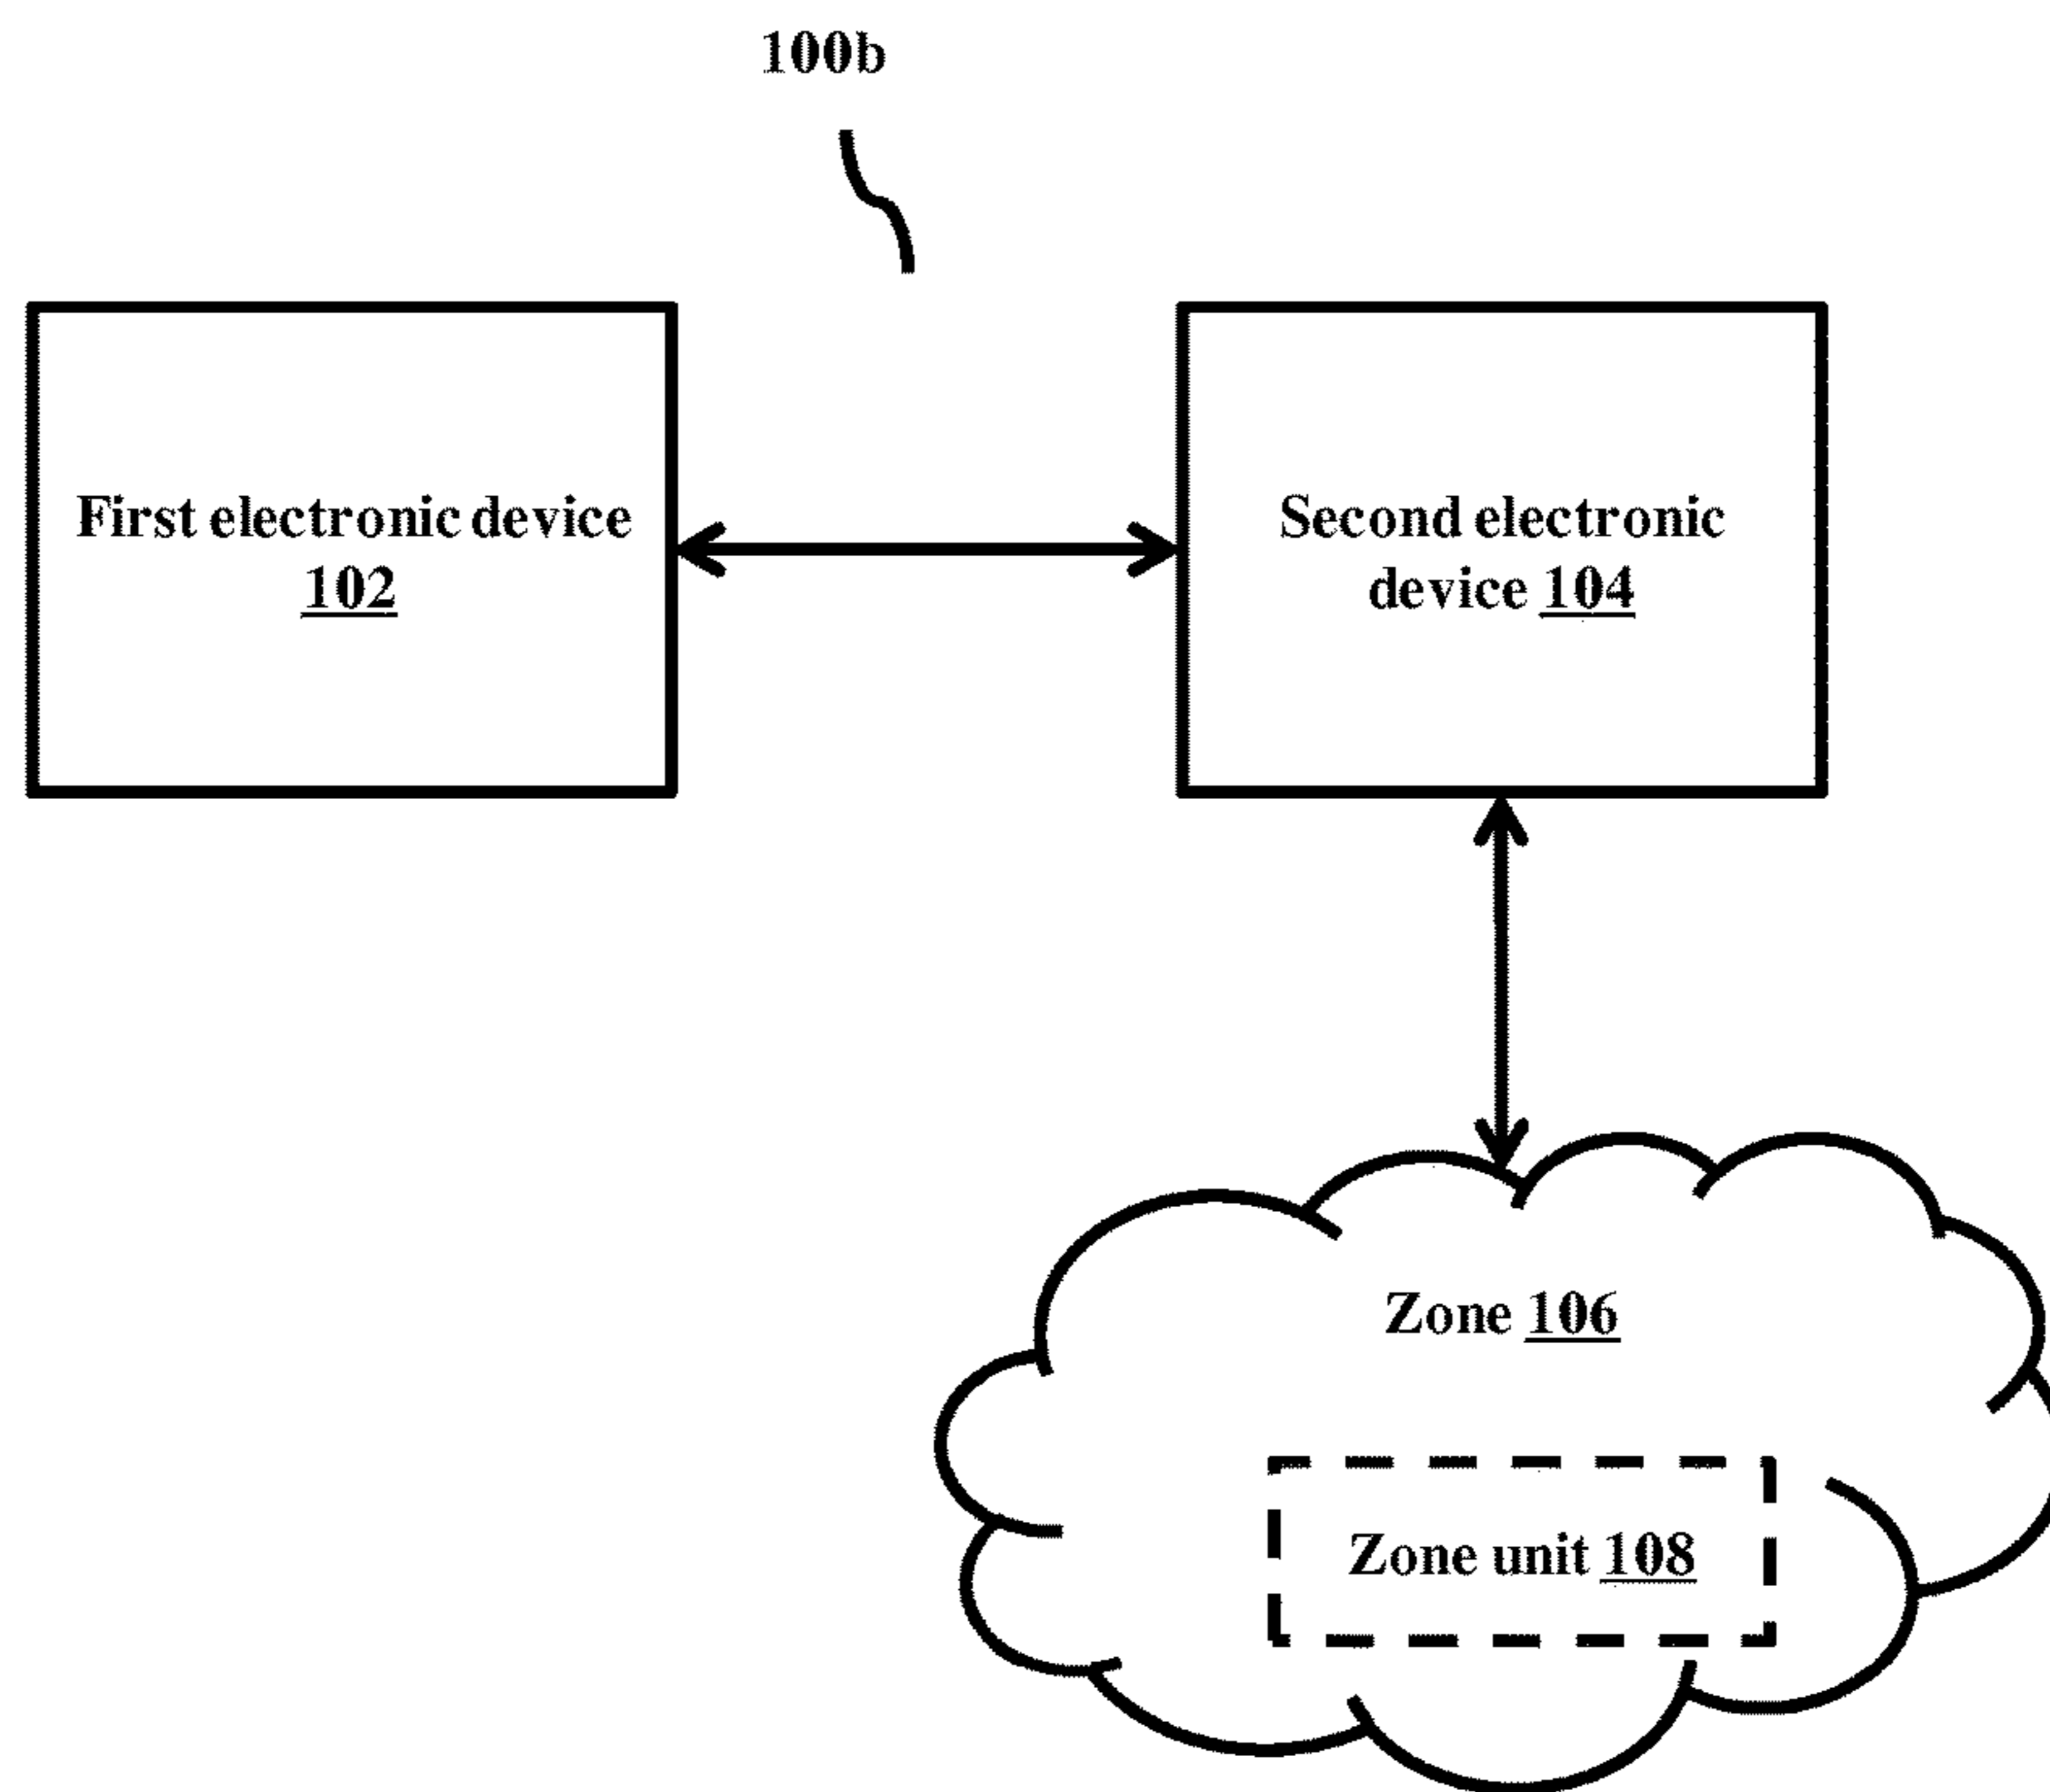 100b
First electronic device
102
Second electronic
device 104
Zone 106
Zone unit 108